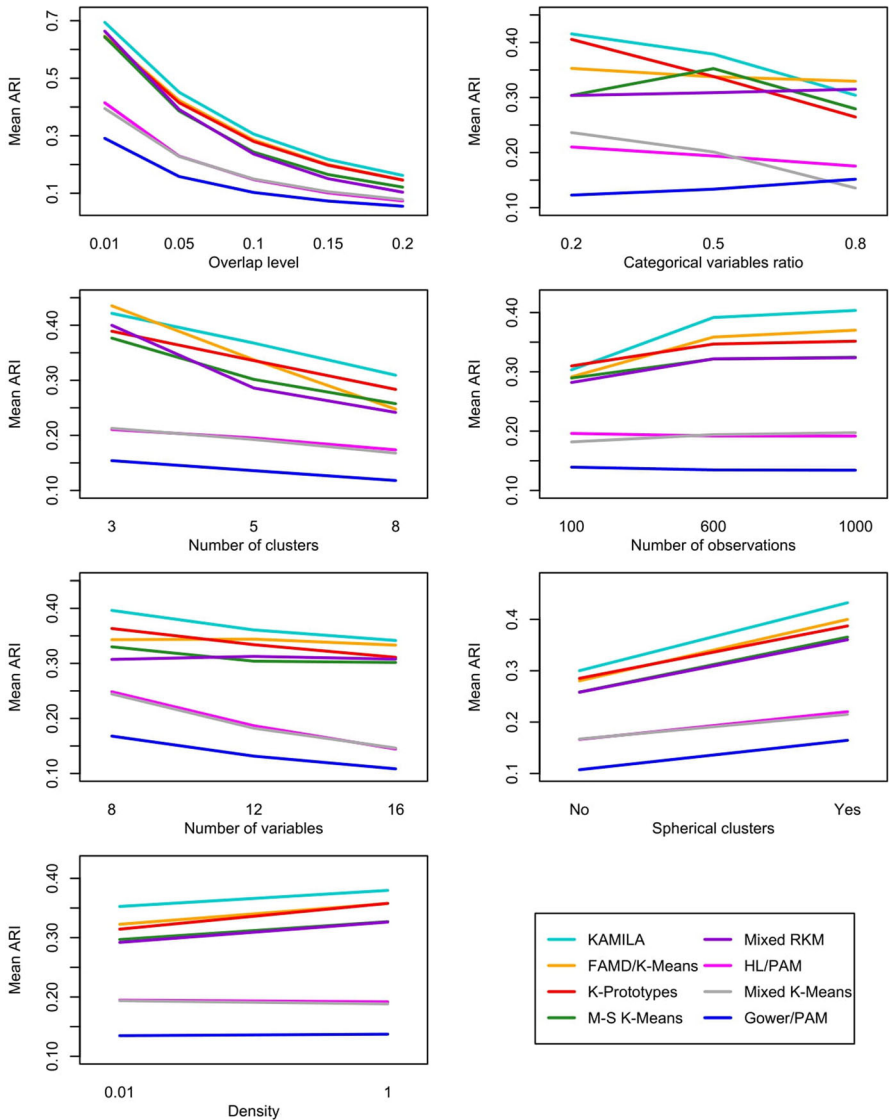 Mean ARI
0.7
0.5
0.3
0.1
0.01 0.05 0.1 0.15 0.2
Overlap level
Mean ARI
0.40
0.30
0.20
0.10
0.2 0.5 0.8
Categorical variables ratio
Mean ARI
0.40
0.30
0.20
0.10
3 5 8
Number of clusters
Mean ARI
0.40
0.30
0.20
0.10
100 600 1000
Number of observations
Mean ARI
0.40
0.30
0.20
0.10
8 12 16
Number of variables
Mean ARI
0.4
0.3
0.2
0.1
No Yes
Spherical clusters
Mean ARI
0.40
0.30
0.20
0.10
0.01 1
Density
KAMILA Mixed RKM
FAMD/K-Means HL/PAM
K-Prototypes Mixed K-Means
M-S K-Means Gower/PAM